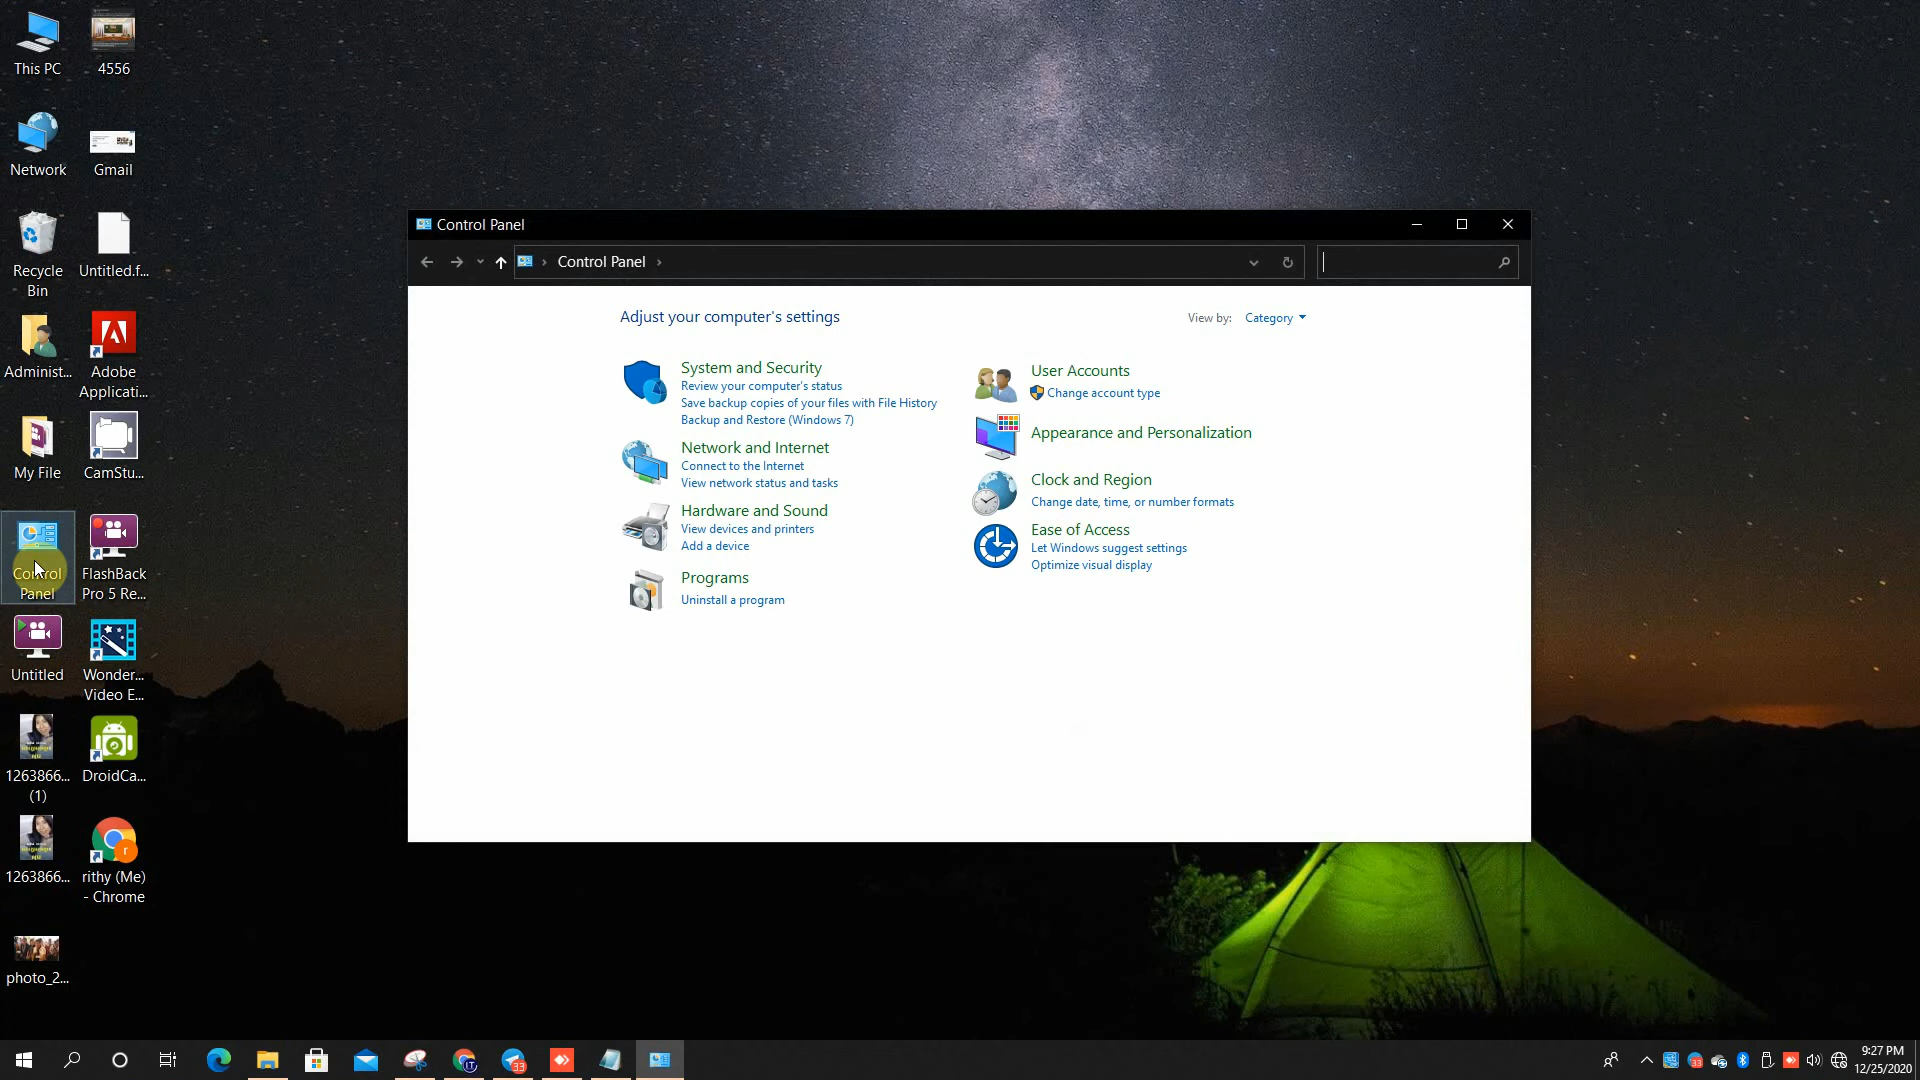 This PC
4556
Network
Gmail
Recycle
Bin
Untitled.f...
Administ...
Adobe
Applicati...
My File
CamStu...
Control
Panel
FlashBack
Pro 5 Re...
Untitled
Wonder...
Video E...
1263866...
(1)
DroidCa...
1263866...
rithy (Me)
- Chrome
photo_2...
Control Panel
Control Panel
Adjust your computer's settings
View by: Category
System and Security
Review your computer's status
Save backup copies of your files with File History
Backup and Restore (Windows 7)
Network and Internet
Connect to the Internet
View network status and tasks
Hardware and Sound
View devices and printers
Add a device
Programs
Uninstall a program
User Accounts
Change account type
Appearance and Personalization
Clock and Region
Change date, time, or number formats
Ease of Access
Let Windows suggest settings
Optimize visual display
IT
33
33
9:27 PM
12/25/2020